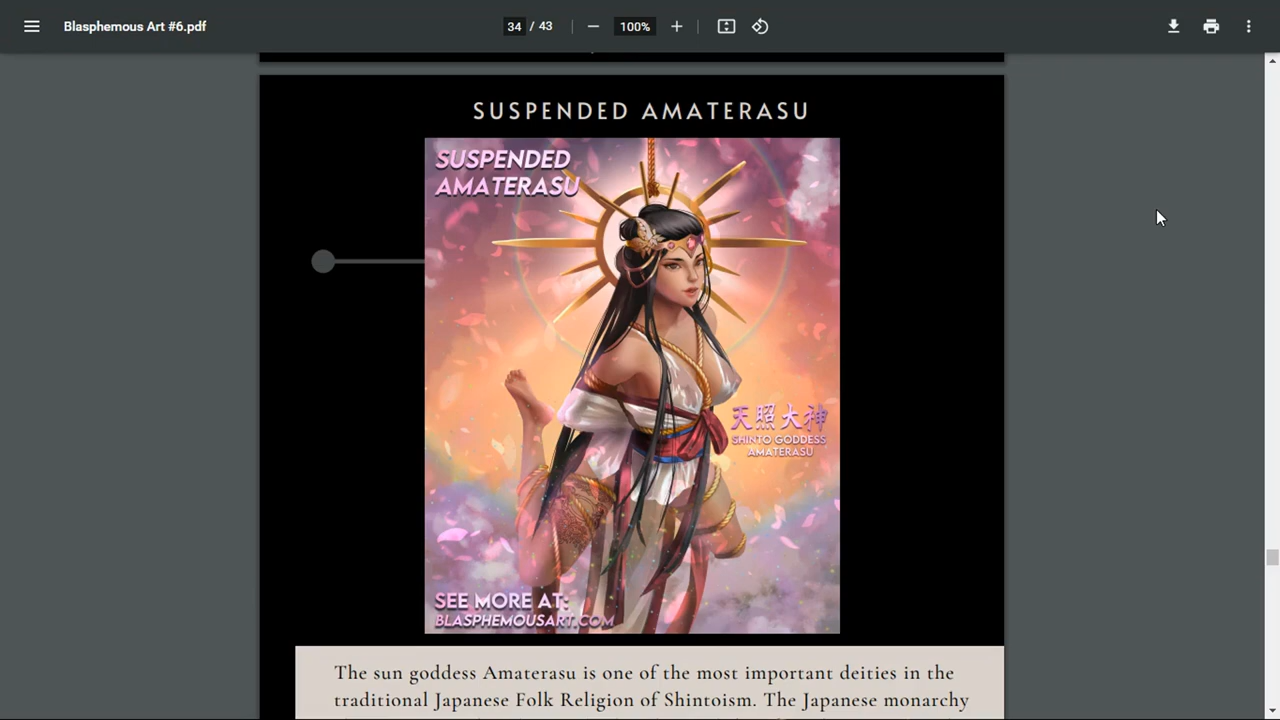 Blasphemous Art #6.pdf
34 / 43
100%
SUSPENDED AMATERASU
SUSPENDED
AMATERASU
天照大神
SHINTO GODDESS
AMATERASU
SEE MORE AT:
BLASPHEMOUSART.COM
The sun goddess Amaterasu is one of the most important deities in the
traditional Japanese Folk Religion of Shintoism. The Japanese monarchy